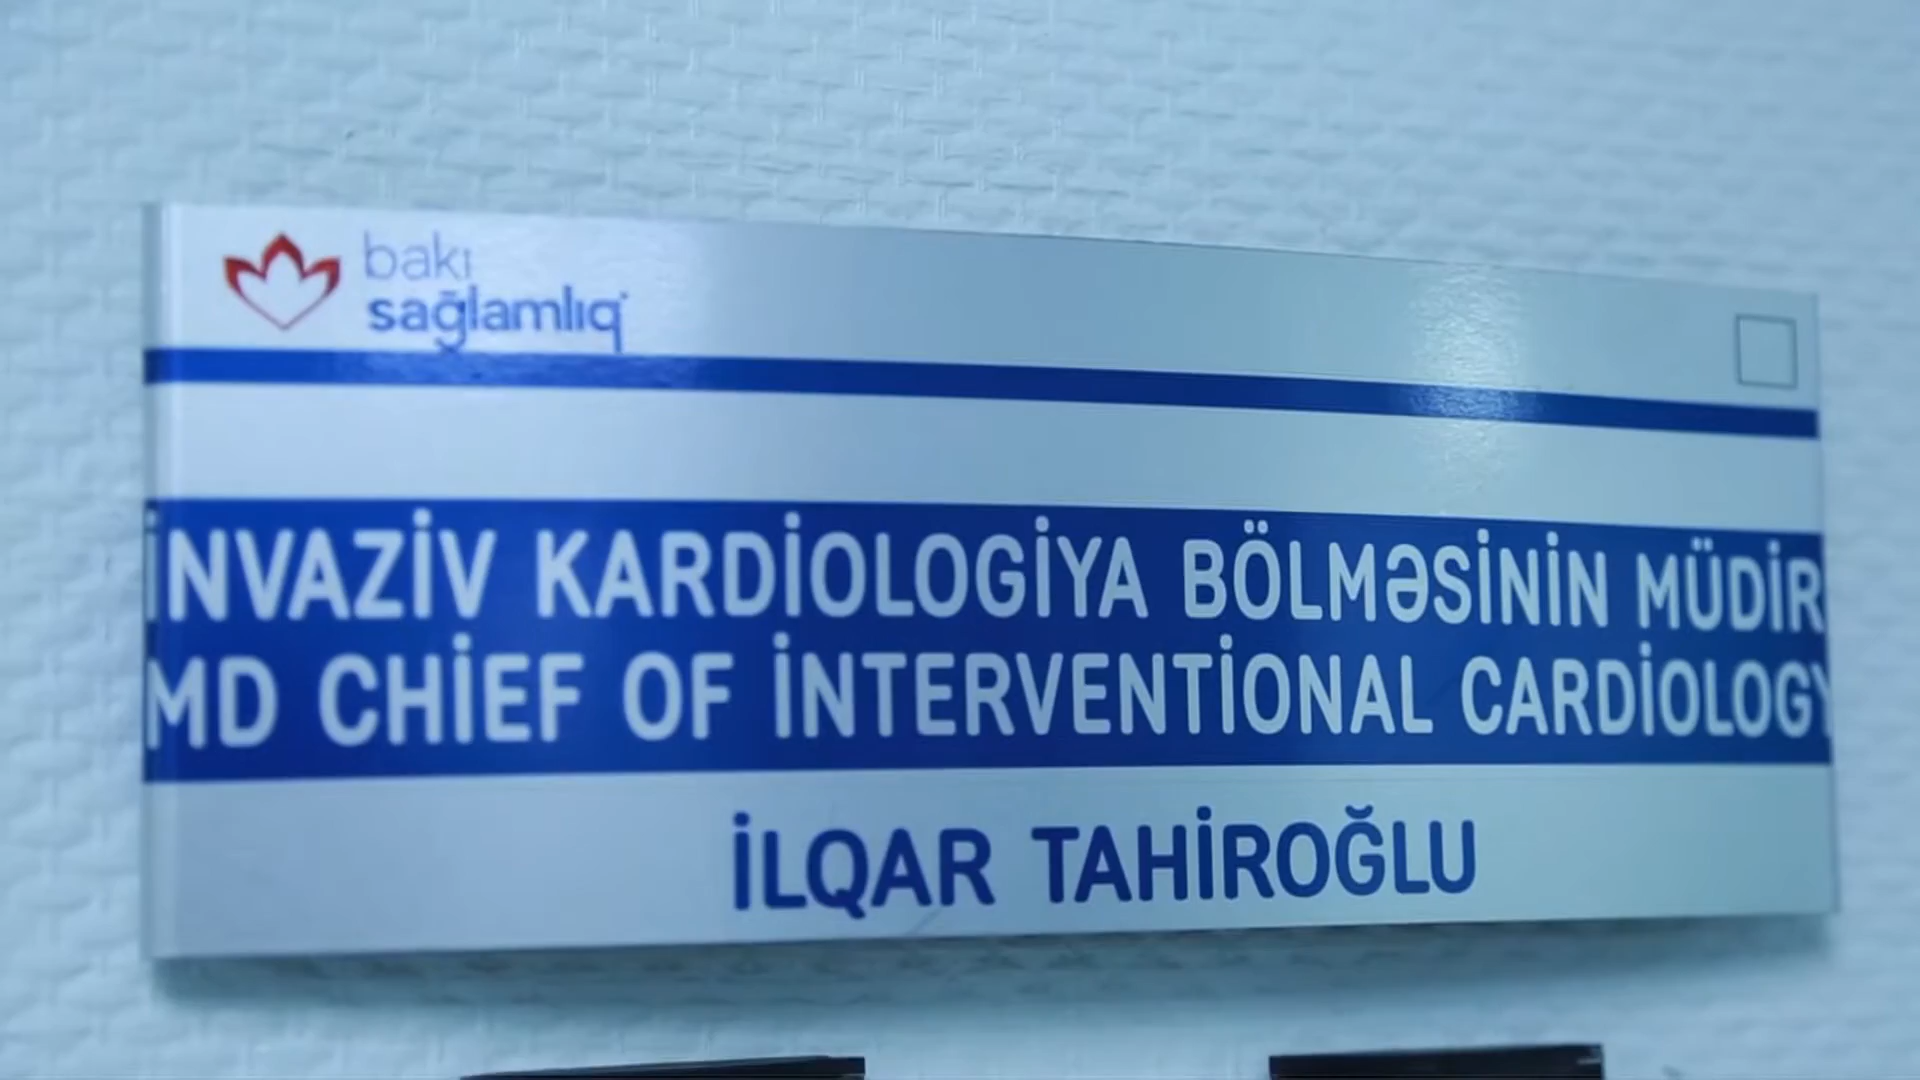 bakı
sağlamlıq
İNVAZİV KARDİOLOGİYA BÖLMƏSİNİN MÜDİR
MD CHİEF OF İNTERVENTİONAL CARDİOLOGY
İLQAR TAHİROĞLU